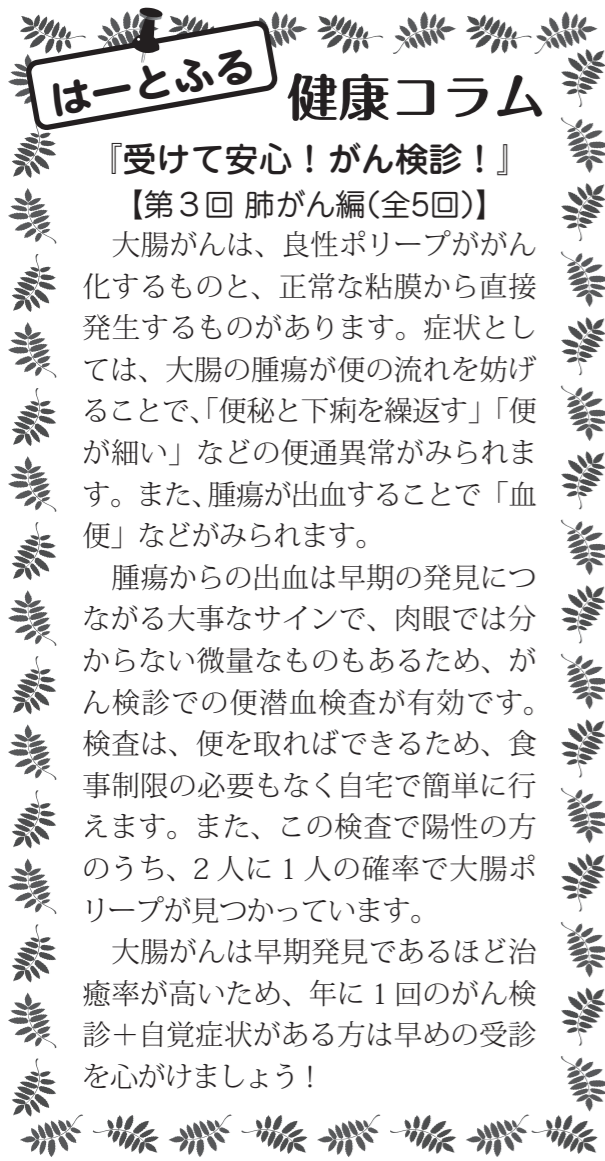 はーとふる
健康コラム
『受けて安心！がん検診！』
【第３回 肺がん編(全5回)】
　大腸がんは、良性ポリープががん
化するものと、正常な粘膜から直接
発生するものがあります。症状とし
ては、大腸の腫瘍が便の流れを妨げ
ることで、「便秘と下痢を繰返す」「便
が細い」などの便通異常がみられま
す。また、腫瘍が出血することで「血
便」などがみられます。
　腫瘍からの出血は早期の発見につ
ながる大事なサインで、肉眼では分
からない微量なものもあるため、が
ん検診での便潜血検査が有効です。
検査は、便を取ればできるため、食
事制限の必要もなく自宅で簡単に行
えます。また、この検査で陽性の方
のうち、2人に1人の確率で大腸ポ
リープが見つかっています。
　大腸がんは早期発見であるほど治
癒率が高いため、年に1回のがん検
診＋自覚症状がある方は早めの受診
を心がけましょう！